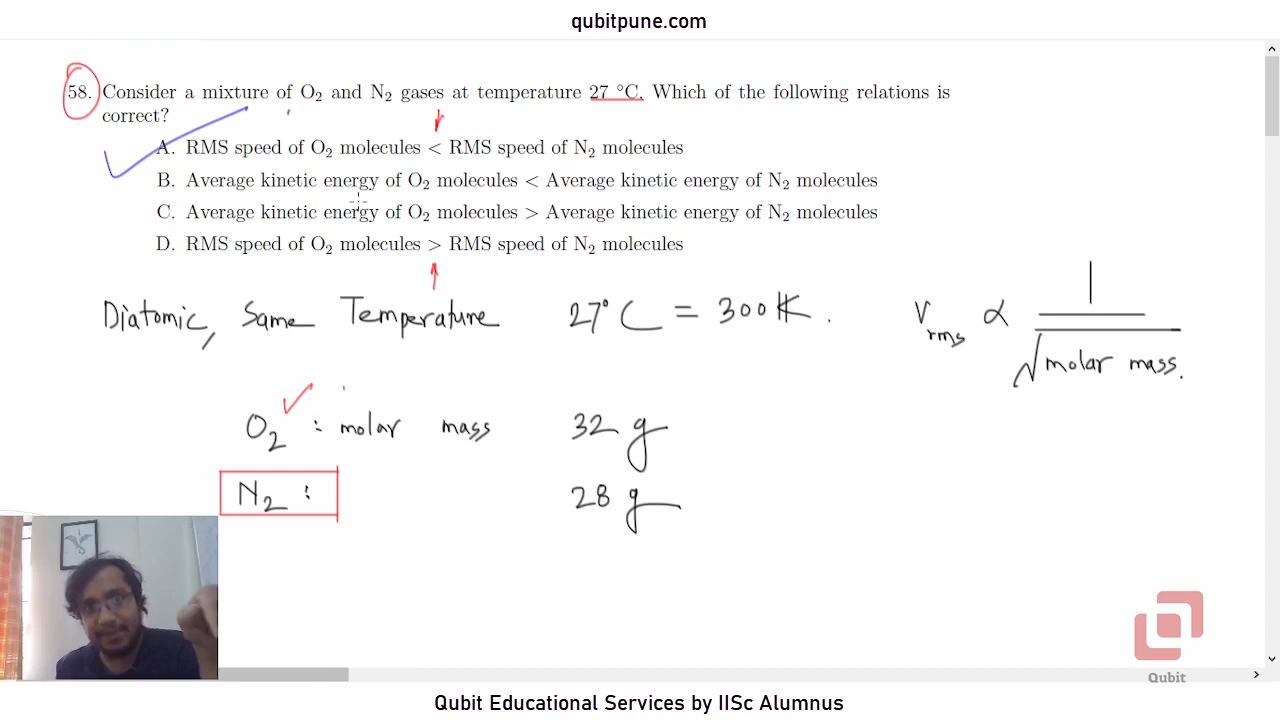 qubitpune.com
58. Consider a mixture of O₂ and N₂ gases at temperature 27 °C. Which of the following relations is
correct?
A. RMS speed of O₂ molecules < RMS speed of N₂ molecules
B. Average kinetic energy of O₂ molecules < Average kinetic energy of N₂ molecules
C. Average kinetic energy of O₂ molecules > Average kinetic energy of N₂ molecules
D. RMS speed of O₂ molecules > RMS speed of N₂ molecules
Diatomic, Same Temperature 27°C = 300K. Vrms ∝ 1/√molar mass.
O₂ : molar mass 32 g
N₂ : 28 g
Qubit
Qubit Educational Services by IISc Alumnus